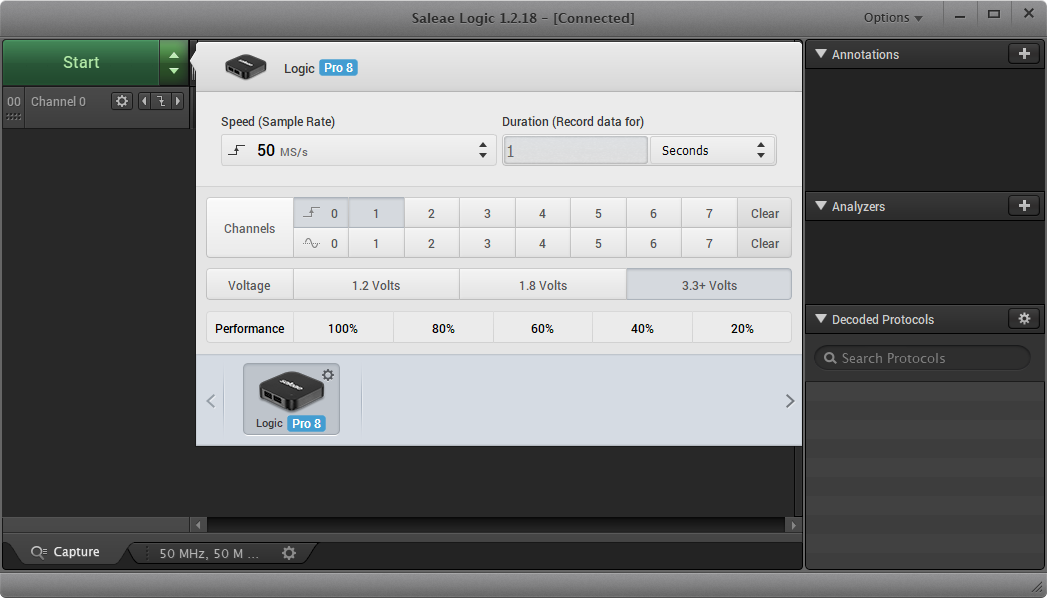 Saleae Logic 1.2.18 - [Connected]
Options
Start
00 Channel 0
Logic Pro 8
Speed (Sample Rate)
Duration (Record data for)
50 MS/s
1
Seconds
Channels
0 1 2 3 4 5 6 7 Clear
0 1 2 3 4 5 6 7 Clear
Voltage 1.2 Volts 1.8 Volts 3.3+ Volts
Performance 100% 80% 60% 40% 20%
saleae
Logic Pro 8
Annotations
Analyzers
Decoded Protocols
Search Protocols
Capture
50 MHz, 50 M ...